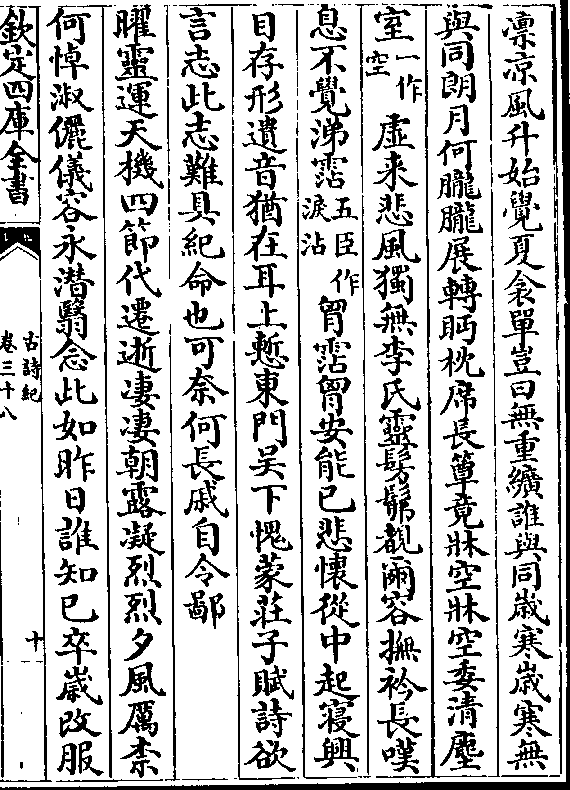 凛凉風升始覺夏衾單豈曰無重纊誰與同嵗寒嵗寒無
與同朗月何朧朧展轉眄枕席長簟竟牀空牀空委清塵
室一作空虛来悲風獨無李氏靈髣髴覩爾容撫衿長嘆
息不覺涕霑五臣作淚沾胷霑胷安能已悲懷從中起寢興
目存形遺音猶在耳上慙東門吴下愧蒙莊子賦詩欲
言志此志難具紀命也可奈何長戚自令鄙
曜靈運天機四節代遷逝凄凄朝露凝烈烈夕風厲柰
何悼淑儷儀容永潛翳念此如昨日誰知已卒嵗改服
欽定四庫全書
古詩紀
卷三十八
十